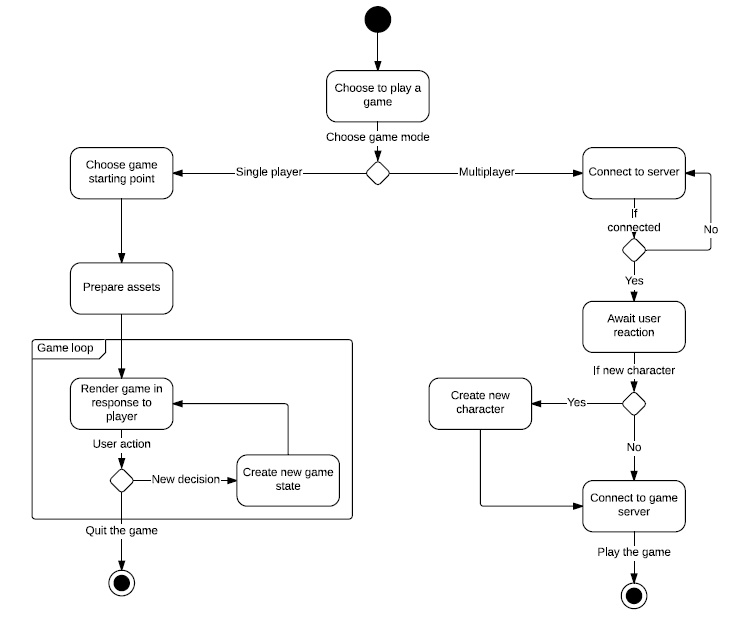 Choose to play a
game
Choose game mode
Single player
Multiplayer
Choose game
starting point
Connect to server
If
connected
No
Yes
Prepare assets
Await user
reaction
Game loop
If new character
Render game in
response to
player
Create new
character
Yes
User action
No
New decision
Create new game
state
Connect to game
server
Quit the game
Play the game